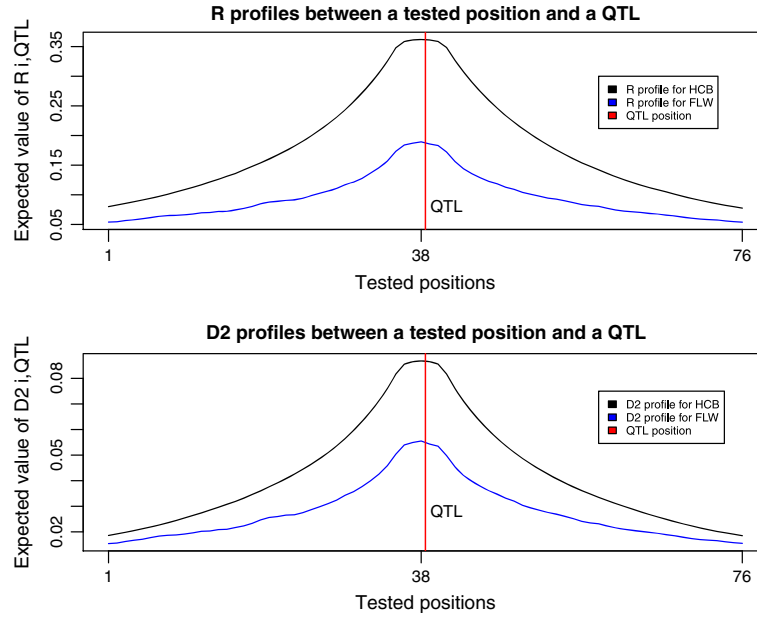 R profiles between a tested position and a QTL
Expected value of R i,QTL
0.35
0.25
0.15
0.05
R profile for HCB
R profile for FLW
QTL position
QTL
1
38
76
Tested positions
D2 profiles between a tested position and a QTL
Expected value of D2 i,QTL
0.08
0.05
0.02
D2 profile for HCB
D2 profile for FLW
QTL position
QTL
1
38
76
Tested positions